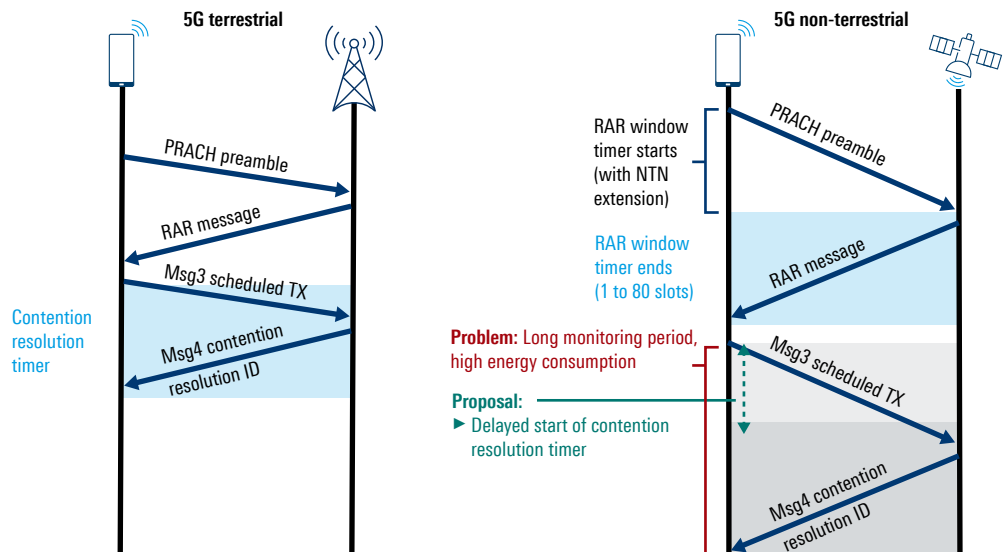 5G terrestrial
PRACH preamble
RAR message
Msg3 scheduled TX
Contention
resolution
timer
Msg4 contention
resolution ID
5G non-terrestrial
RAR window
timer starts
(with NTN
extension)
PRACH preamble
RAR window
timer ends
(1 to 80 slots)
RAR message
Problem: Long monitoring period,
high energy consumption
Msg3 scheduled TX
Proposal:
► Delayed start of contention
resolution timer
Msg4 contention
resolution ID